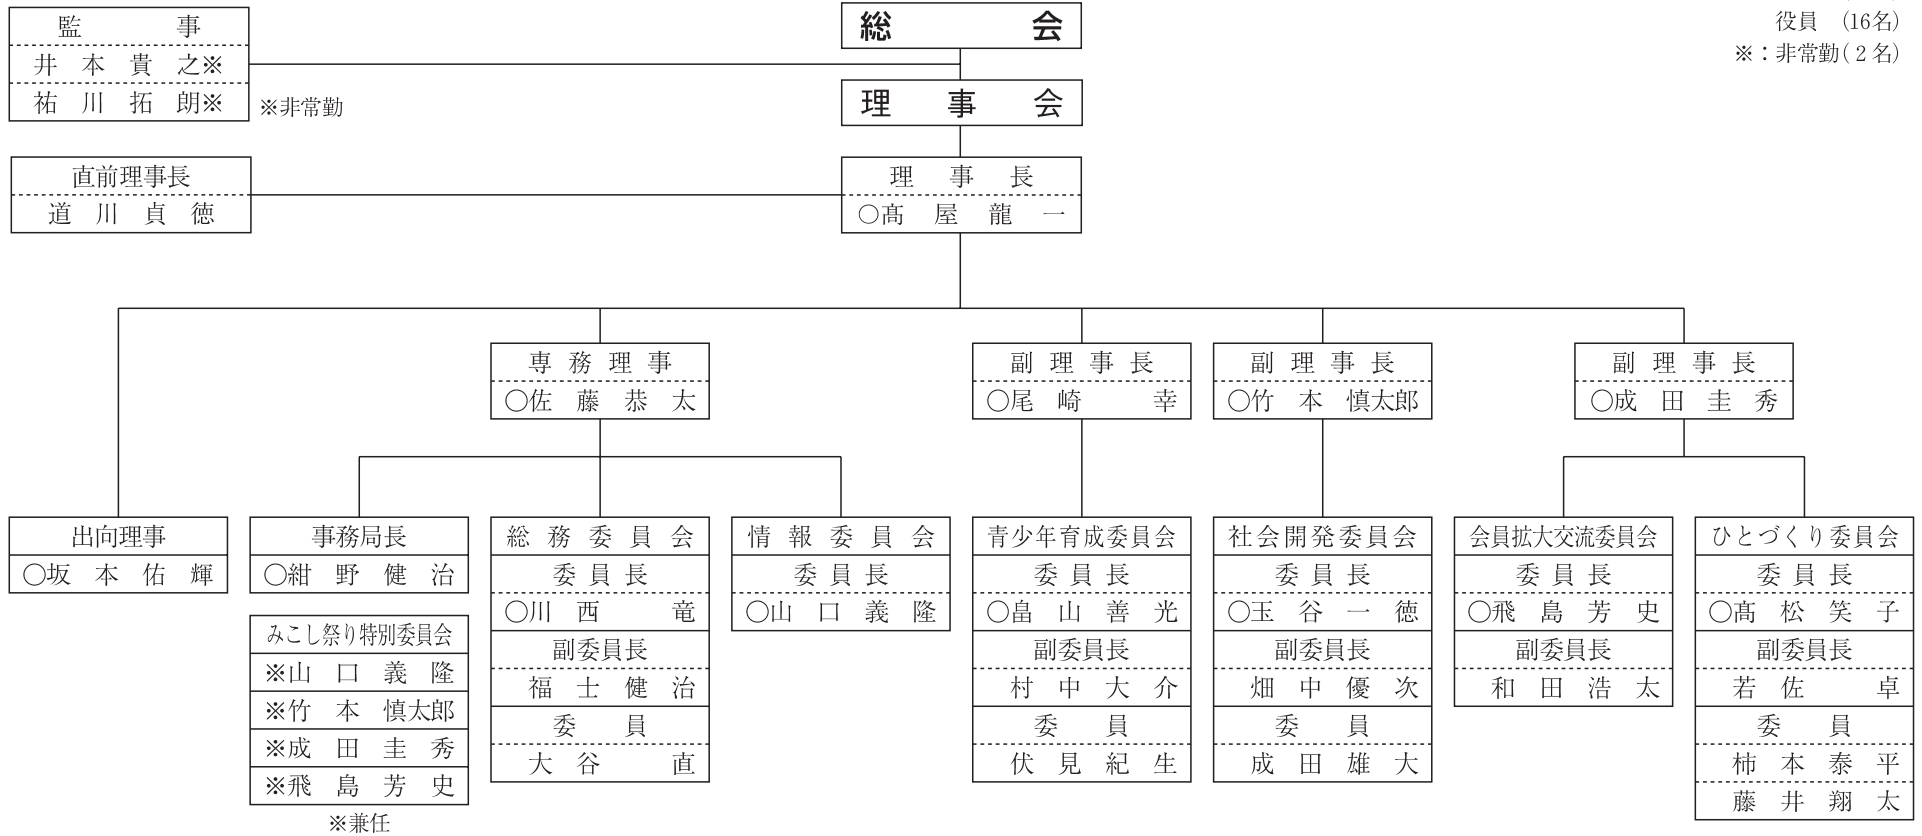 総会
役員 （16名）
※：非常勤（２名）
監事
井本貴之※
祐川拓朗※
※非常勤
理事会
直前理事長
道川貞徳
理事長
○髙屋龍一
専務理事
○佐藤恭太
副理事長
○尾崎幸
副理事長
○竹本慎太郎
副理事長
○成田圭秀
出向理事
○坂本佑輝
事務局長
○紺野健治
みこし祭り特別委員会
※山口義隆
※竹本慎太郎
※成田圭秀
※飛島芳史
※兼任
総務委員会
委員長
○川西竜
副委員長
福士健治
委員
大谷直
情報委員会
委員長
○山口義隆
青少年育成委員会
委員長
○畠山善光
副委員長
村中大介
委員
伏見紀生
社会開発委員会
委員長
○玉谷一徳
副委員長
畑中優次
委員
成田雄大
会員拡大交流委員会
委員長
○飛島芳史
副委員長
和田浩太
ひとづくり委員会
委員長
○髙松笑子
副委員長
若佐卓
委員
柿本泰平
藤井翔太